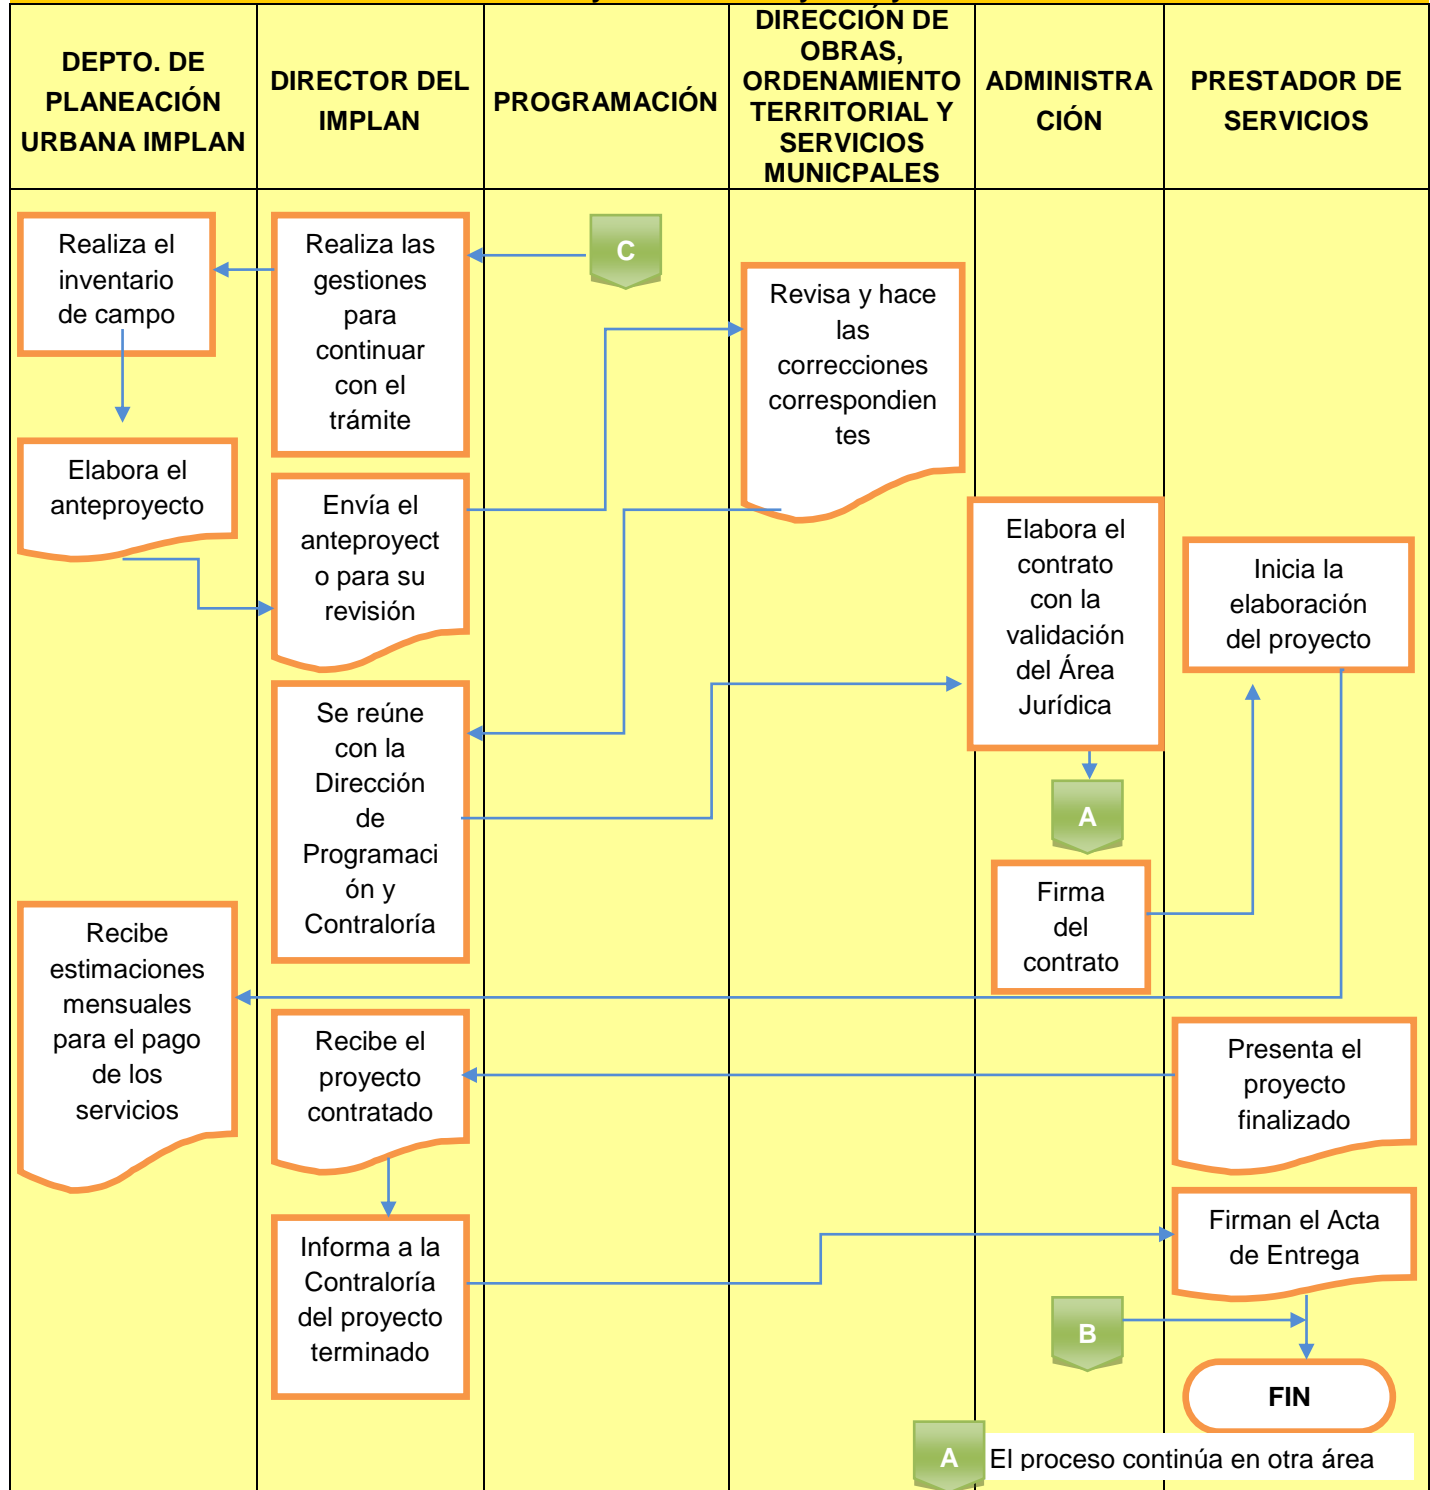 DEPTO. DE
PLANEACIÓN
URBANA IMPLAN
DIRECTOR DEL
IMPLAN
PROGRAMACIÓN
DIRECCIÓN DE
OBRAS,
ORDENAMIENTO
TERRITORIAL Y
SERVICIOS
MUNICPALES
ADMINISTRA
CIÓN
PRESTADOR DE
SERVICIOS
Realiza el
inventario
de campo
Realiza las
gestiones
para
continuar
con el
trámite
C
Revisa y hace
las
correcciones
correspondien
tes
Elabora el
anteproyecto
Envía el
anteproyect
o para su
revisión
Elabora el
contrato
con la
validación
del Área
Jurídica
Inicia la
elaboración
del proyecto
Se reúne
con la
Dirección
de
Programaci
ón y
Contraloría
A
Firma
del
contrato
Recibe
estimaciones
mensuales
para el pago
de los
servicios
Recibe el
proyecto
contratado
Presenta el
proyecto
finalizado
Informa a la
Contraloría
del proyecto
terminado
Firman el Acta
de Entrega
B
FIN
A
El proceso continúa en otra área